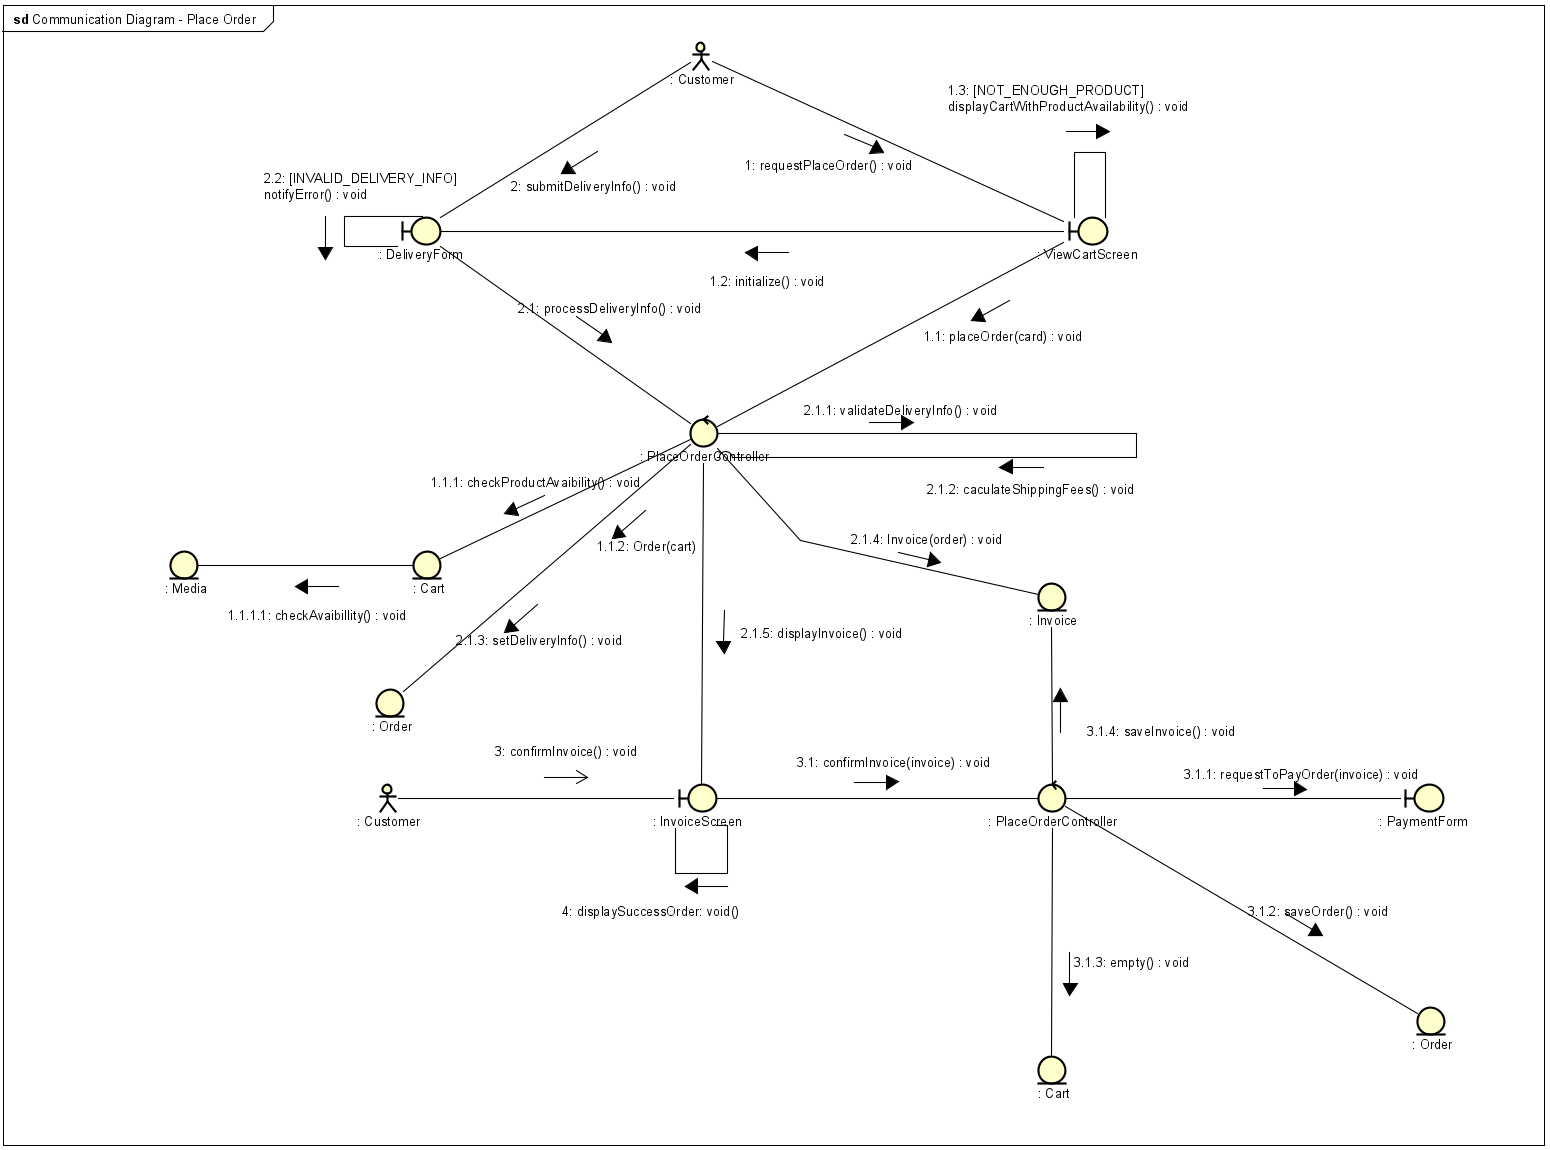 sd Communication Diagram - Place Order
: Customer
1.3: [NOT_ENOUGH_PRODUCT]
displayCartWithProductAvailability() : void
1: requestPlaceOrder() : void
2.2: [INVALID_DELIVERY_INFO]
notifyError() : void
2: submitDeliveryInfo() : void
: DeliveryForm
: ViewCartScreen
1.2: initialize() : void
2.1: processDeliveryInfo() : void
1.1: placeOrder(card) : void
2.1.1: validateDeliveryInfo() : void
: PlaceOrderController
1.1.1: checkProductAvaibility() : void
2.1.2: caculateShippingFees() : void
1.1.2: Order(cart)
2.1.4: Invoice(order) : void
: Media
: Cart
1.1.1.1: checkAvaibillity() : void
: Invoice
2.1.3: setDeliveryInfo() : void
2.1.5: displayInvoice() : void
: Order
3: confirmInvoice() : void
3.1.4: saveInvoice() : void
3.1: confirmInvoice(invoice) : void
3.1.1: requestToPayOrder(invoice) : void
: Customer
: InvoiceScreen
: PlaceOrderController
: PaymentForm
4: displaySuccessOrder: void()
3.1.2: saveOrder() : void
3.1.3: empty() : void
: Order
: Cart